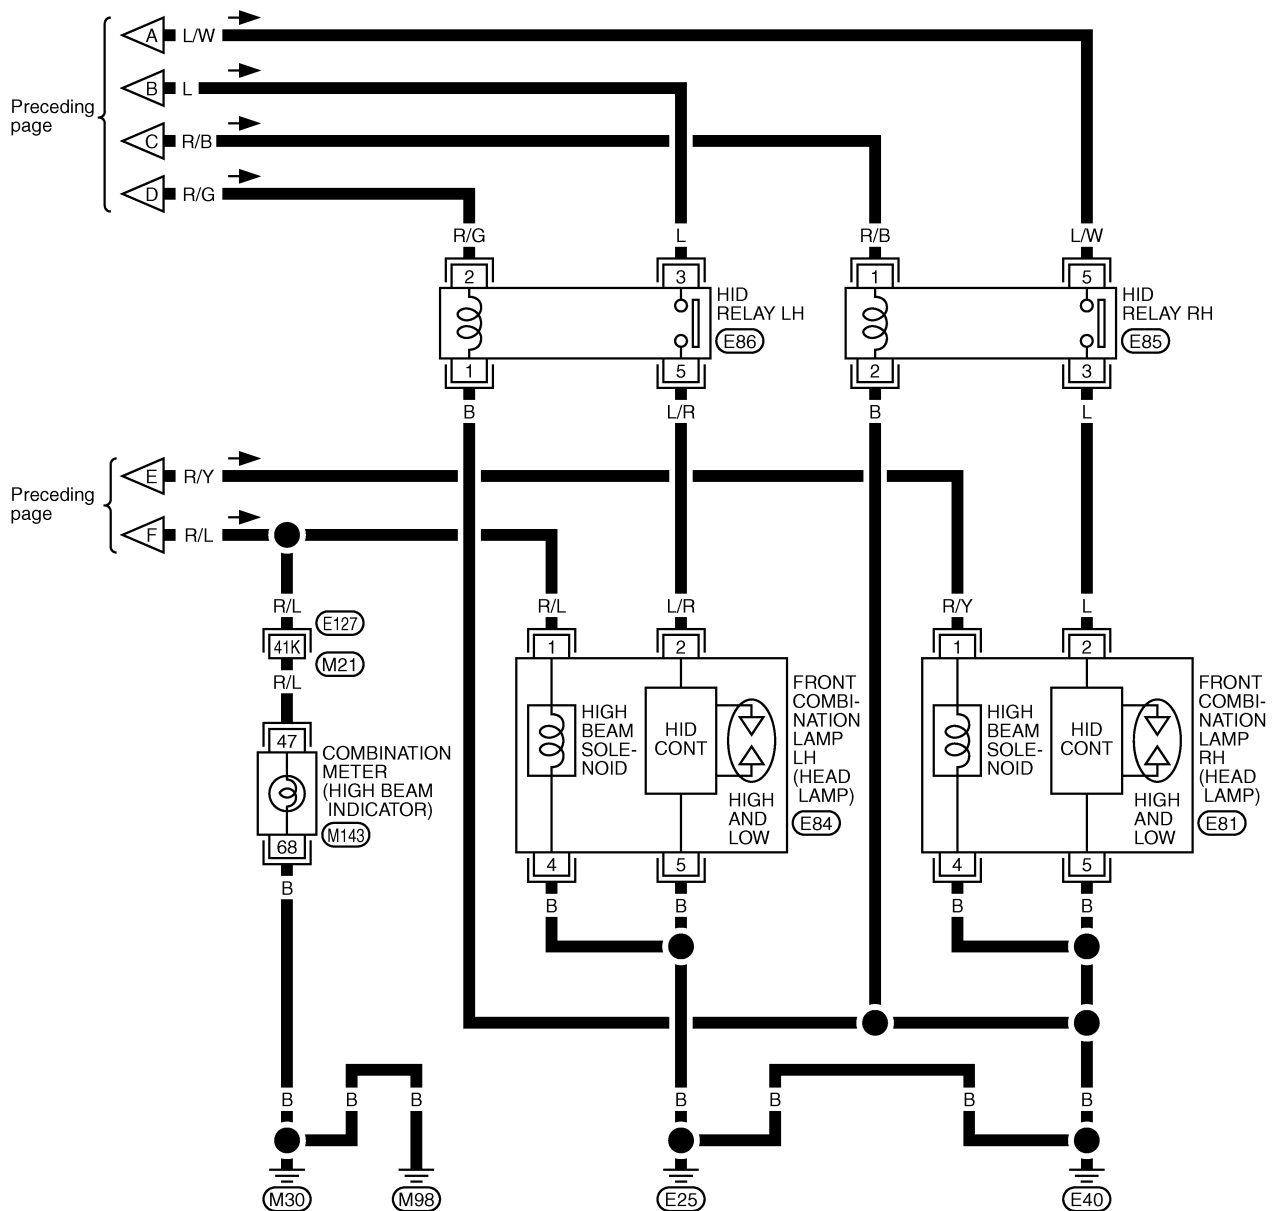 Preceding
page
A L/W
B L
C R/B
D R/G
R/G L R/B L/W
2 3 1 5
HID
RELAY LH
E86
HID
RELAY RH
E85
1 5 2 3
B L/R B L
Preceding
page
E R/Y
F R/L
R/L R/L L/R R/Y L
E127
41K
M21
R/L
1 2 1 2
47
COMBINATION
METER
(HIGH BEAM
INDICATOR)
M143
68
B
HIGH
BEAM
SOLE-
NOID
HID
CONT
HIGH
AND
LOW
FRONT
COMBI-
NATION
LAMP
LH
(HEAD
LAMP)
E84
HIGH
BEAM
SOLE-
NOID
HID
CONT
HIGH
AND
LOW
FRONT
COMBI-
NATION
LAMP
RH
(HEAD
LAMP)
E81
4 5 4 5
B B B B
B B B B B B B
M30 M98 E25 E40